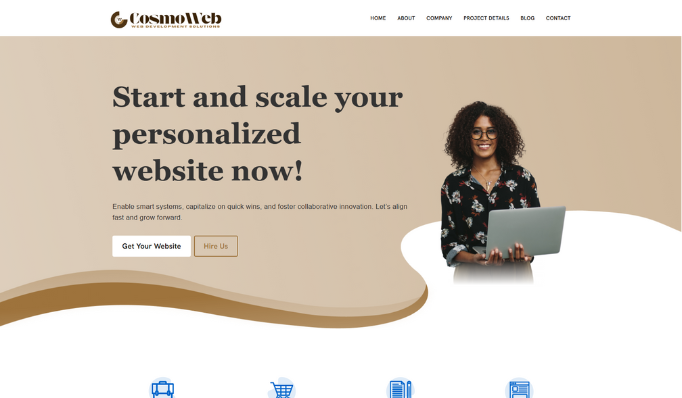 CosmoWeb
WEB DEVELOPMENT SOLUTIONS
HOME ABOUT COMPANY PROJECT DETAILS BLOG CONTACT
Start and scale your
personalized
website now!
Enable smart systems, capitalize on quick wins, and foster collaborative innovation. Let's align
fast and grow forward.
Get Your Website Hire Us